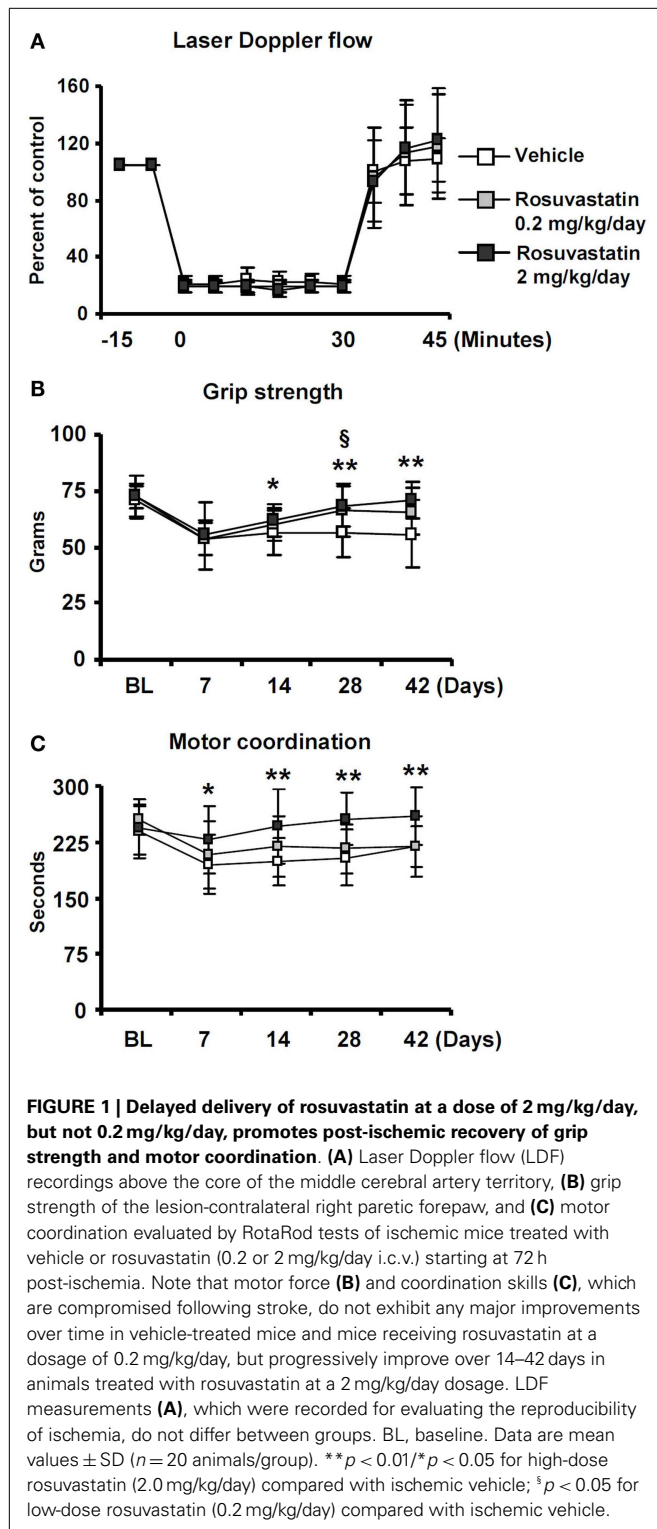 A
Laser Doppler flow
Percent of control
160
120
80
40
0
-15 0 30 45 (Minutes)
Vehicle
Rosuvastatin
0.2 mg/kg/day
Rosuvastatin
2 mg/kg/day
B
Grip strength
Grams
100
75
50
25
0
§
* ** **
BL 7 14 28 42 (Days)
C
Motor coordination
Seconds
300
225
150
75
0
* ** ** **
BL 7 14 28 42 (Days)
FIGURE 1 | Delayed delivery of rosuvastatin at a dose of 2 mg/kg/day,
but not 0.2 mg/kg/day, promotes post-ischemic recovery of grip
strength and motor coordination. (A) Laser Doppler flow (LDF)
recordings above the core of the middle cerebral artery territory, (B) grip
strength of the lesion-contralateral right paretic forepaw, and (C) motor
coordination evaluated by RotaRod tests of ischemic mice treated with
vehicle or rosuvastatin (0.2 or 2 mg/kg/day i.c.v.) starting at 72 h
post-ischemia. Note that motor force (B) and coordination skills (C), which
are compromised following stroke, do not exhibit any major improvements
over time in vehicle-treated mice and mice receiving rosuvastatin at a
dosage of 0.2 mg/kg/day, but progressively improve over 14–42 days in
animals treated with rosuvastatin at a 2 mg/kg/day dosage. LDF
measurements (A), which were recorded for evaluating the reproducibility
of ischemia, do not differ between groups. BL, baseline. Data are mean
values ± SD (n = 20 animals/group). **p < 0.01/*p < 0.05 for high-dose
rosuvastatin (2.0 mg/kg/day) compared with ischemic vehicle; §p < 0.05 for
low-dose rosuvastatin (0.2 mg/kg/day) compared with ischemic vehicle.